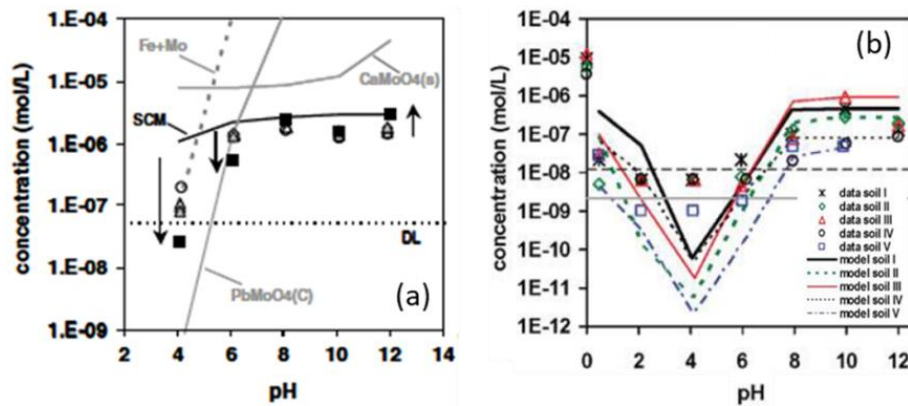 1.E-04
1.E-05
1.E-06
1.E-07
1.E-08
1.E-09
concentration (mol/L)
Fe+Mo
CaMoO4(s)
SCM
DL
PbMoO4(C)
(a)
2 4 6 8 10 12 14
pH
1E-04
1E-05
1E-06
1E-07
1E-08
1E-09
1E-10
1E-11
1E-12
concentration (mol/L)
(b)
data soil I
data soil II
data soil III
data soil IV
data soil V
model soil I
model soil II
model soil III
model soil IV
model soil V
0 2 4 6 8 10 12
pH